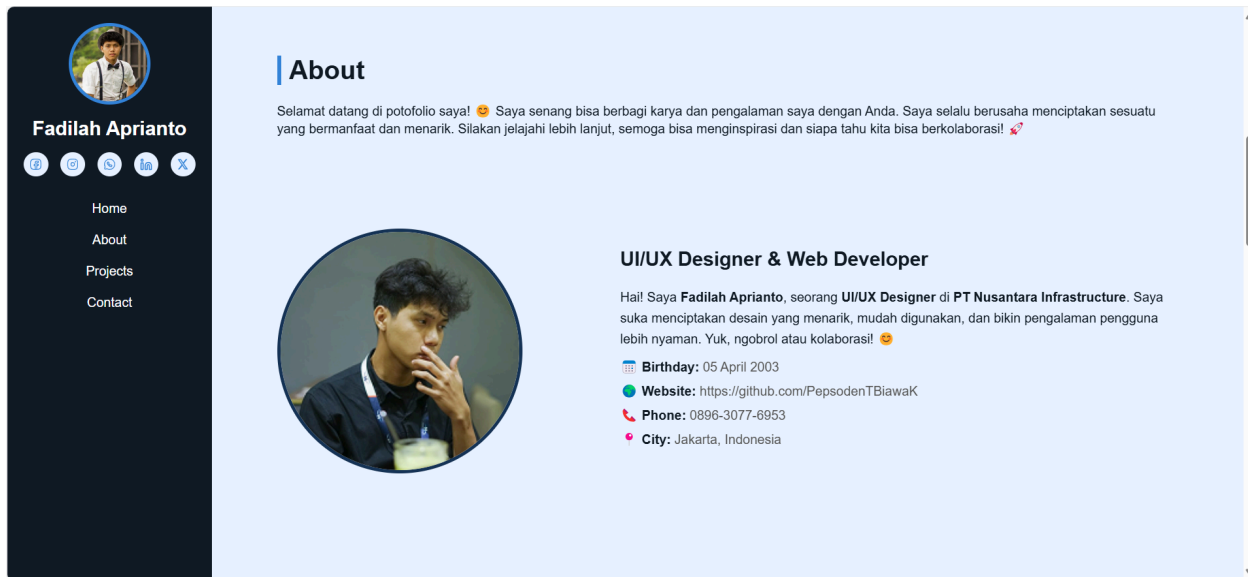 Fadilah Aprianto
Home
About
Projects
Contact
About
Selamat datang di potofolio saya! 😊 Saya senang bisa berbagi karya dan pengalaman saya dengan Anda. Saya selalu berusaha menciptakan sesuatu
yang bermanfaat dan menarik. Silakan jelajahi lebih lanjut, semoga bisa menginspirasi dan siapa tahu kita bisa berkolaborasi! 🚀
UI/UX Designer & Web Developer
Hai! Saya Fadilah Aprianto, seorang UI/UX Designer di PT Nusantara Infrastructure. Saya
suka menciptakan desain yang menarik, mudah digunakan, dan bikin pengalaman pengguna
lebih nyaman. Yuk, ngobrol atau kolaborasi! 😊
📅 Birthday: 05 April 2003
🌍 Website: https://github.com/PepsodenTBiawaK
📞 Phone: 0896-3077-6953
📍 City: Jakarta, Indonesia